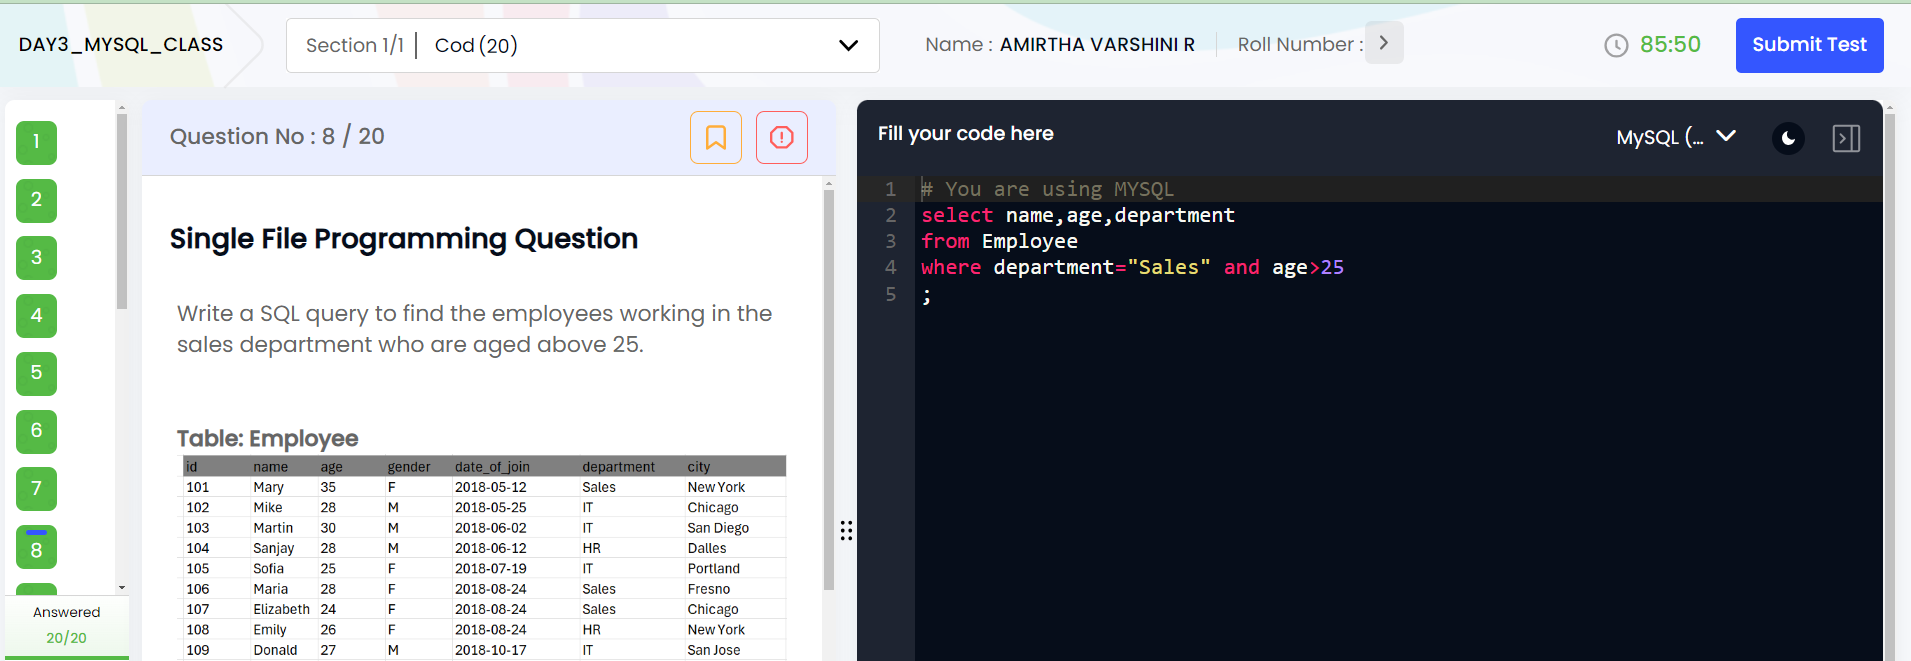 DAY3_MYSQL_CLASS
Section 1/1 | Cod (20)
Name : AMIRTHA VARSHINI R
Roll Number :
85:50
Submit Test
1
2
3
4
5
6
7
8
Answered
20/20
Question No : 8 / 20
Single File Programming Question
Write a SQL query to find the employees working in the
sales department who are aged above 25.
Table: Employee
id name age gender date_of_join department city
101 Mary 35 F 2018-05-12 Sales New York
102 Mike 28 M 2018-05-25 IT Chicago
103 Martin 30 M 2018-06-02 IT San Diego
104 Sanjay 28 M 2018-06-12 HR Dalles
105 Sofia 25 F 2018-07-19 IT Portland
106 Maria 28 F 2018-08-24 Sales Fresno
107 Elizabeth 24 F 2018-08-24 Sales Chicago
108 Emily 26 F 2018-08-24 HR New York
109 Donald 27 M 2018-10-17 IT San Jose
Fill your code here
MySQL (...
1 # You are using MYSQL
2 select name,age,department
3 from Employee
4 where department="Sales" and age>25
5 ;